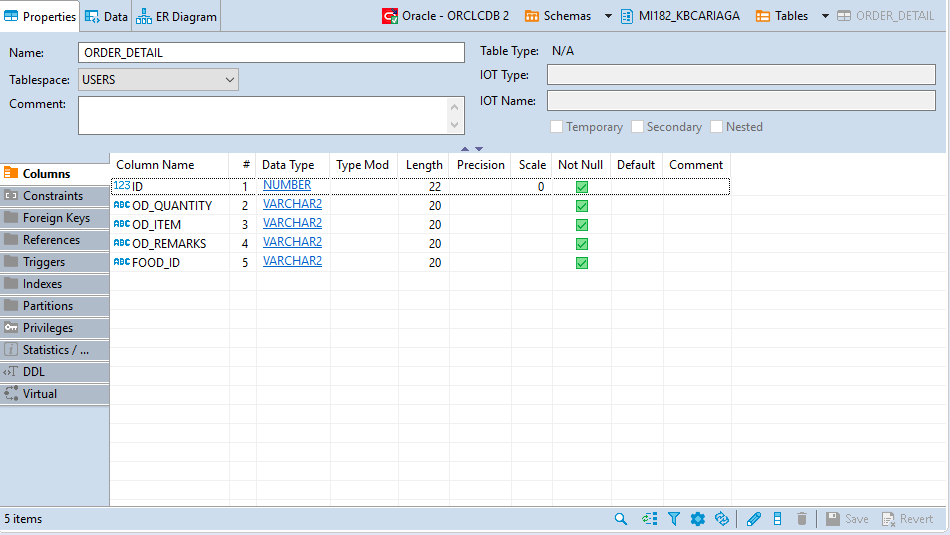 Properties Data ER Diagram Oracle - ORCLCDB 2 Schemas MI182_KBCARIAGA Tables ORDER_DETAIL
Name: ORDER_DETAIL Table Type: N/A
Tablespace: USERS IOT Type:
Comment: IOT Name:
Temporary Secondary Nested
Columns
Constraints
Foreign Keys
References
Triggers
Indexes
Partitions
Privileges
Statistics / ...
DDL
Virtual
Column Name # Data Type Type Mod Length Precision Scale Not Null Default Comment
123 ID 1 NUMBER 22 0
ABC OD_QUANTITY 2 VARCHAR2 20
ABC OD_ITEM 3 VARCHAR2 20
ABC OD_REMARKS 4 VARCHAR2 20
ABC FOOD_ID 5 VARCHAR2 20
5 items Save Revert